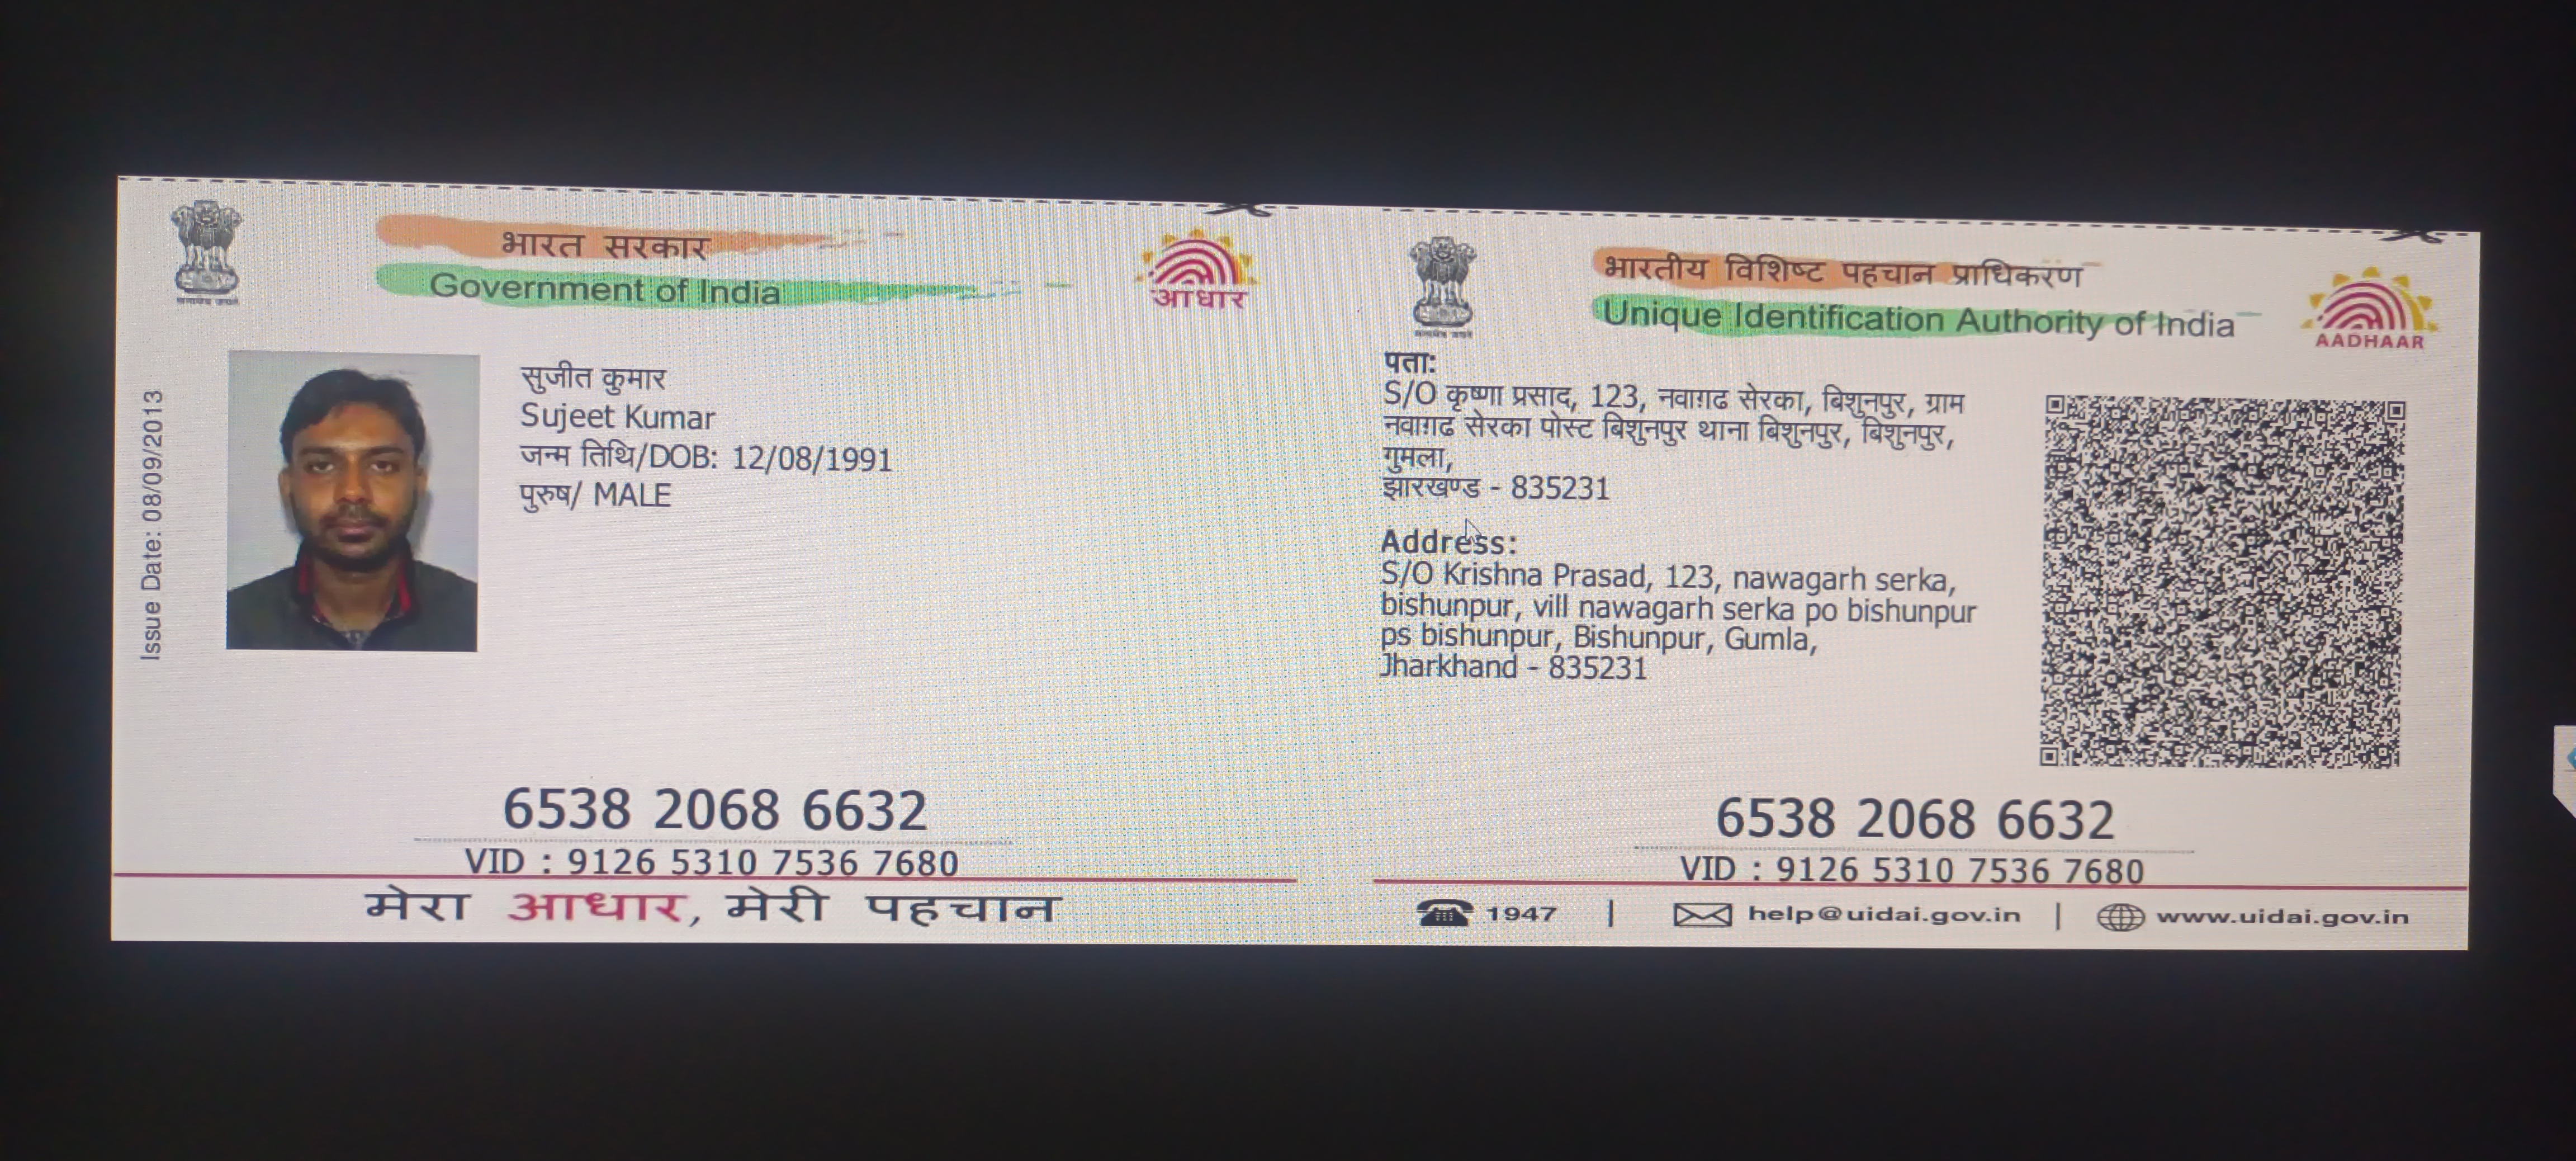 भारत सरकार
Government of India
आधार
Issue Date: 08/09/2013
सुजीत कुमार
Sujeet Kumar
जन्म तिथि/DOB: 12/08/1991
पुरुष/ MALE
6538 2068 6632
VID : 9126 5310 7536 7680
मेरा आधार, मेरी पहचान
भारतीय विशिष्ट पहचान प्राधिकरण
Unique Identification Authority of India
AADHAAR
पता:
S/O कृष्णा प्रसाद, 123, नवाग़ढ सेरका, बिशुनपुर, ग्राम
नवाग़ढ सेरका पोस्ट बिशुनपुर थाना बिशुनपुर, बिशुनपुर,
गुमला,
झारखण्ड - 835231
Address:
S/O Krishna Prasad, 123, nawagarh serka,
bishunpur, vill nawagarh serka po bishunpur
ps bishunpur, Bishunpur, Gumla,
Jharkhand - 835231
6538 2068 6632
VID : 9126 5310 7536 7680
1947 | help@uidai.gov.in | www.uidai.gov.in